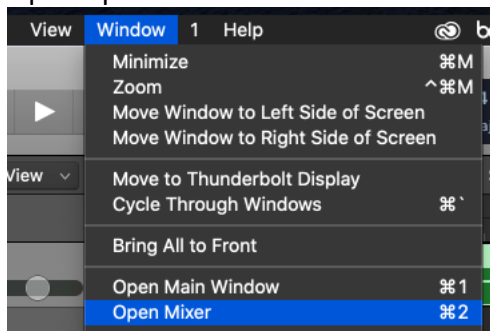 View Window 1 Help
Minimize ⌘M
Zoom ^⌘M
Move Window to Left Side of Screen
Move Window to Right Side of Screen
View
Move to Thunderbolt Display
Cycle Through Windows ⌘`
Bring All to Front
Open Main Window ⌘1
Open Mixer ⌘2